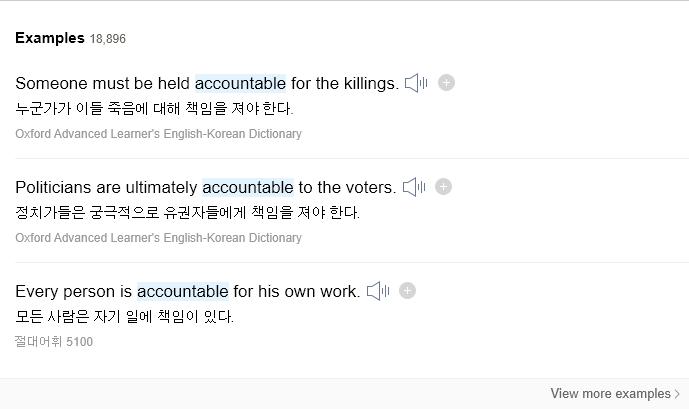 Examples 18,896
Someone must be held accountable for the killings.
누군가가 이들 죽음에 대해 책임을 져야 한다.
Oxford Advanced Learner's English-Korean Dictionary
Politicians are ultimately accountable to the voters.
정치가들은 궁극적으로 유권자들에게 책임을 져야 한다.
Oxford Advanced Learner's English-Korean Dictionary
Every person is accountable for his own work.
모든 사람은 자기 일에 책임이 있다.
절대어휘 5100
View more examples